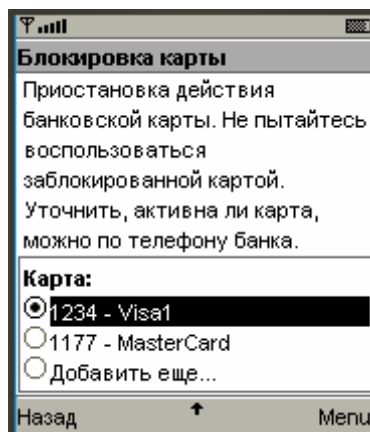 Блокировка карты
Приостановка действия
банковской карты. Не пытайтесь
воспользоваться
заблокированной картой.
Уточнить, активна ли карта,
можно по телефону банка.
Карта:
1234 - Visa1
1177 - MasterCard
Добавить еще...
Назад Menu